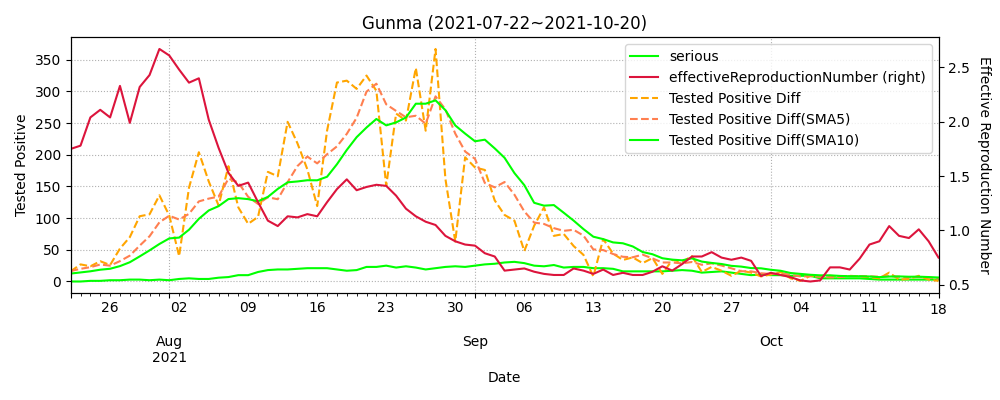 Gunma (2021-07-22~2021-10-20)
serious
effectiveReproductionNumber (right)
Tested Positive Diff
Tested Positive Diff(SMA5)
Tested Positive Diff(SMA10)
Tested Positive
350
300
250
200
150
100
50
0
Effective Reproduction Number
2.5
2.0
1.5
1.0
0.5
26 02 09 16 23 30 06 13 20 27 04 11 18
Aug Sep Oct
2021
Date